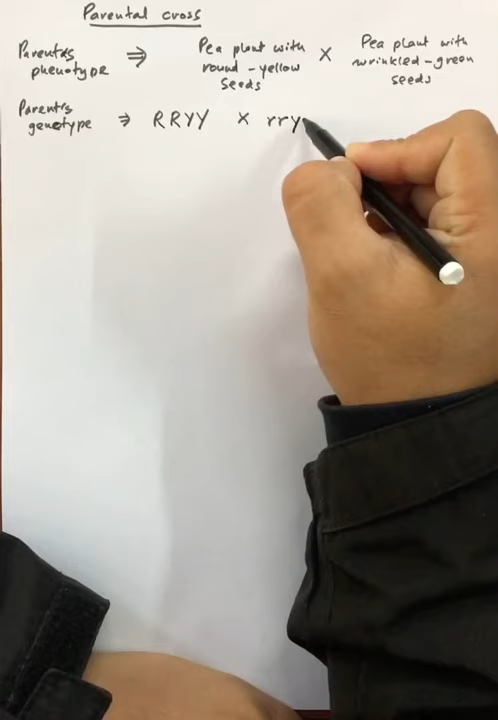 Parental cross
Parent's phenotype ⇒ Pea plant with round-yellow seeds × Pea plant with wrinkled-green seeds
Parent's genotype ⇒ RRYY × rry